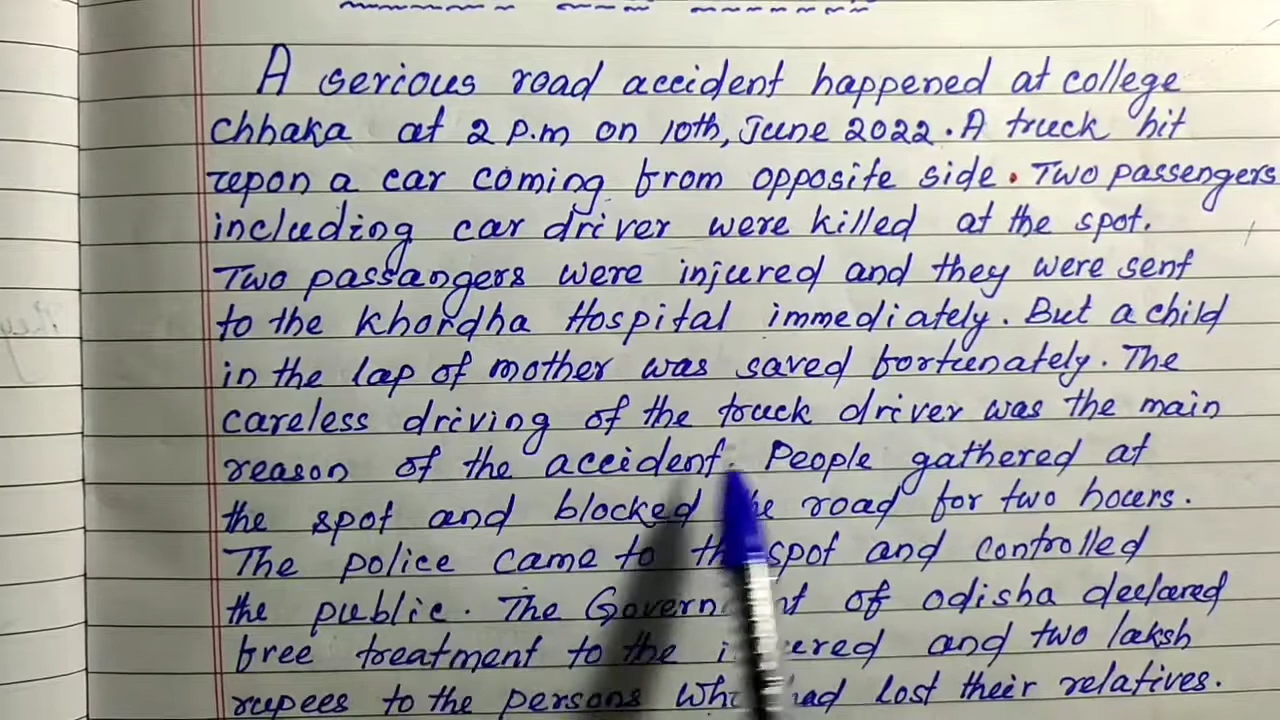 A serious road accident happened at college
chhaka at 2 P.m on 10th, June 2022. A truck hit
upon a car coming from opposite side. Two passengers
including car driver were killed at the spot.
Two passangers were injured and they were sent
to the Khordha Hospital immediately. But a child
in the lap of mother was saved fortunately. The
careless driving of the truck driver was the main
reason of the accident. People gathered at
the spot and blocked the road for two hours.
The police came to the spot and controlled
the public. The Government of odisha declared
free treatment to the injured and two laksh
rupees to the persons who had lost their relatives.